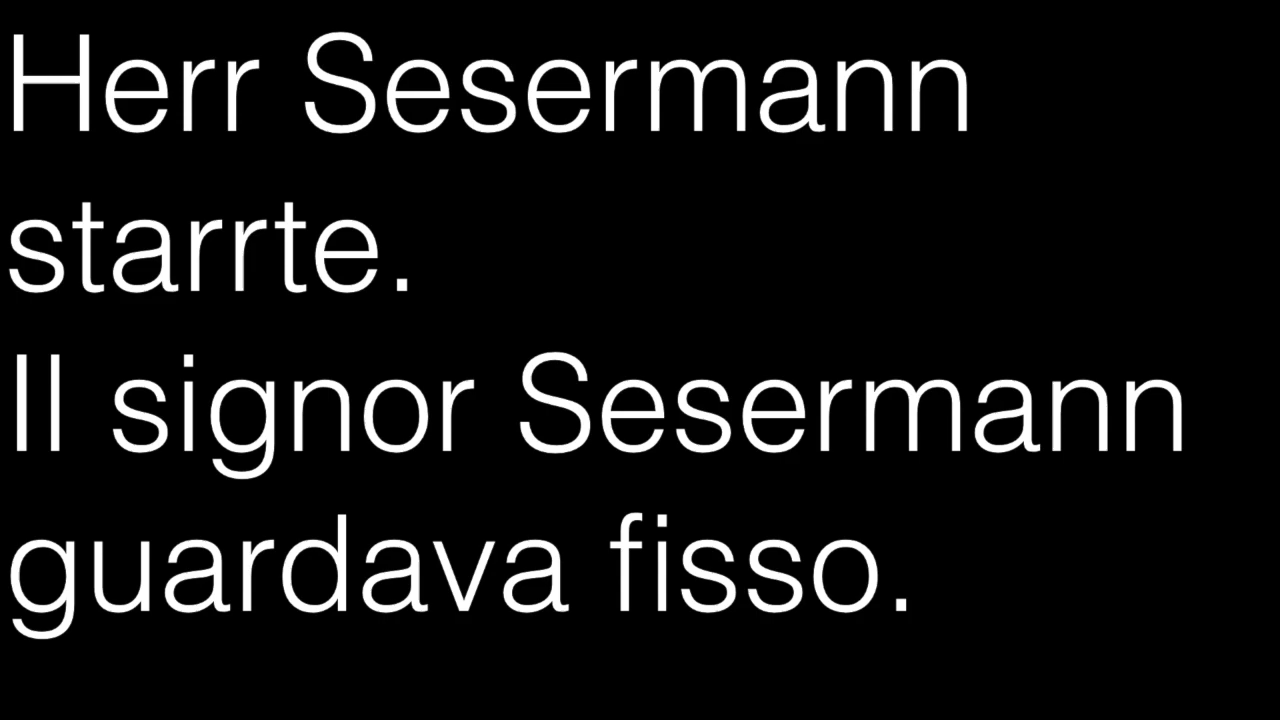 Herr Sesermann
starrte.
Il signor Sesermann
guardava fisso.